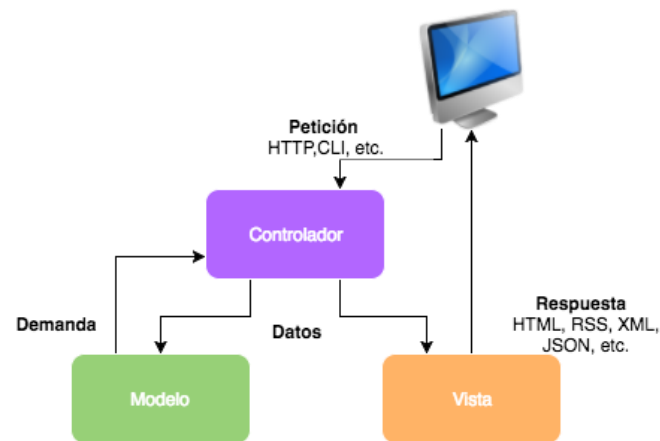 Petición
HTTP,CLI, etc.
Controlador
Demanda
Datos
Respuesta
HTML, RSS, XML,
JSON, etc.
Modelo
Vista